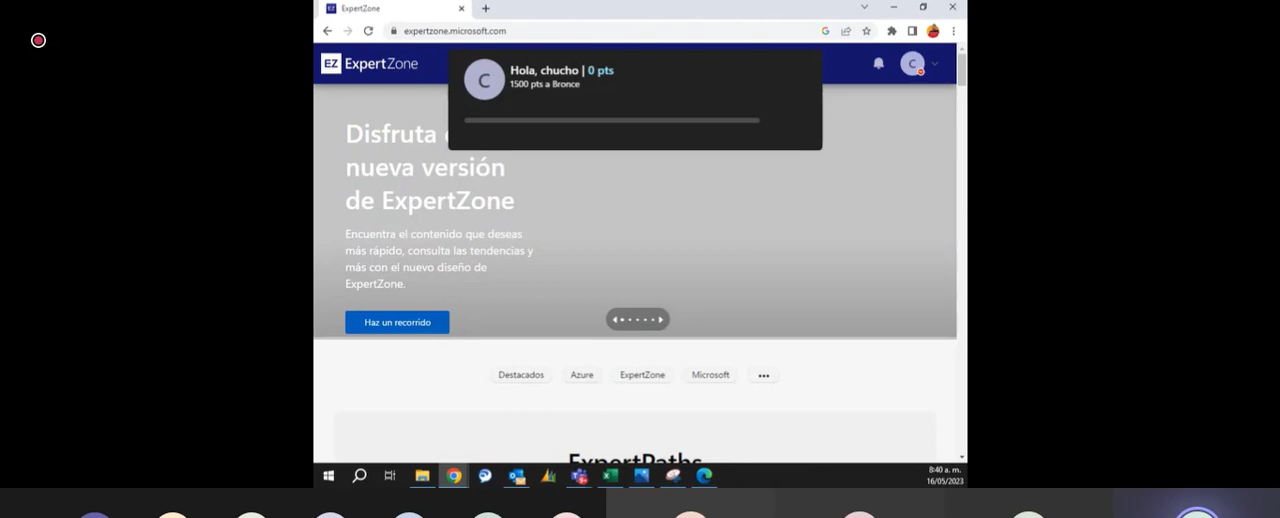 ExpertZone
expertzone.microsoft.com
EZ ExpertZone
C
C
Hola, chucho | 0 pts
1500 pts a Bronce
Disfruta
nueva versión
de ExpertZone
Encuentra el contenido que deseas
más rápido, consulta las tendencias y
más con el nuevo diseño de
ExpertZone.
Haz un recorrido
Destacados Azure ExpertZone Microsoft
ExpertPaths
8:40 a. m.
16/05/2023